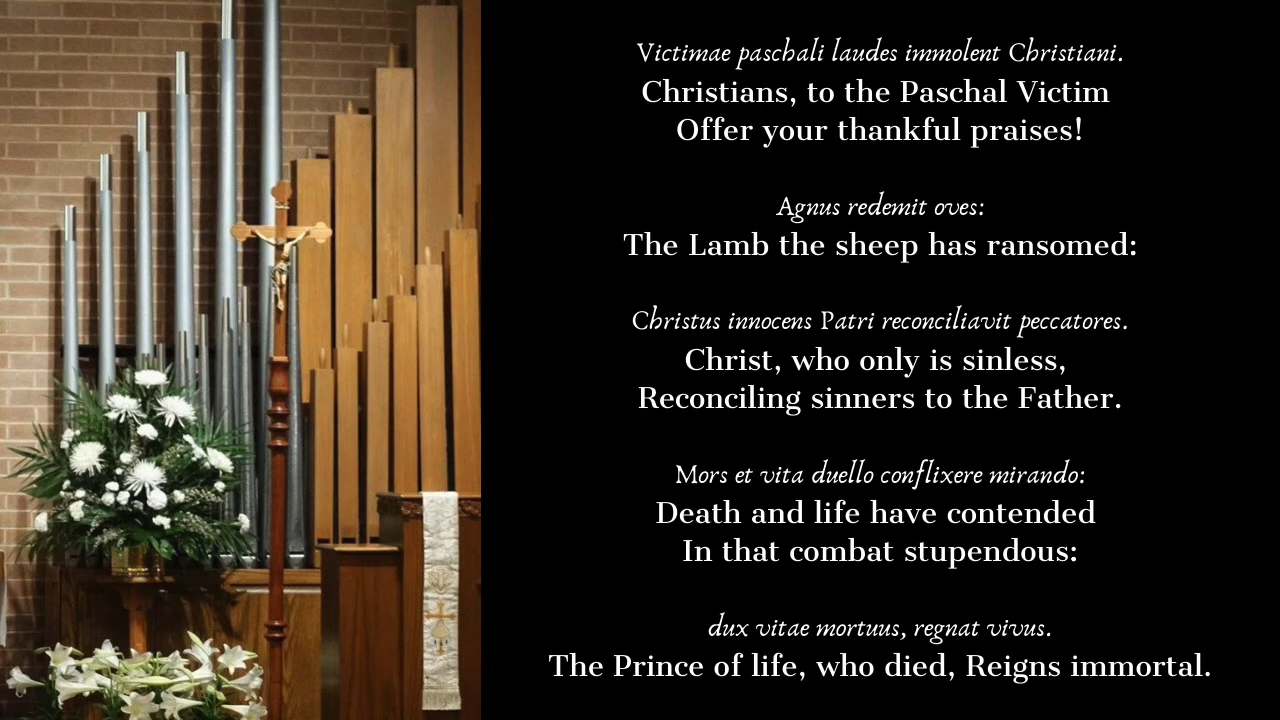 Victimae paschali laudes immolent Christiani.
Christians, to the Paschal Victim
Offer your thankful praises!
Agnus redemit oves:
The Lamb the sheep has ransomed:
Christus innocens Patri reconciliavit peccatores.
Christ, who only is sinless,
Reconciling sinners to the Father.
Mors et vita duello conflixere mirando:
Death and life have contended
In that combat stupendous:
dux vitae mortuus, regnat vivus.
The Prince of life, who died, Reigns immortal.